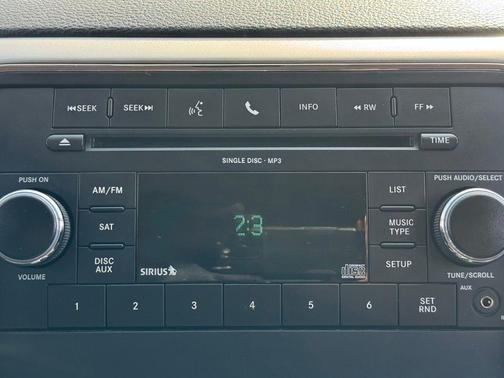 ⏮SEEK SEEK⏭ INFO ◀◀ RW FF ▶▶
TIME
SINGLE DISC · MP3
PUSH ON
PUSH AUDIO/SELECT
AM/FM LIST
SAT MUSIC TYPE
DISC AUX SETUP
2:3
VOLUME
SIRIUS
TUNE/SCROLL
1 2 3 4 5 6 SET RND
AUX